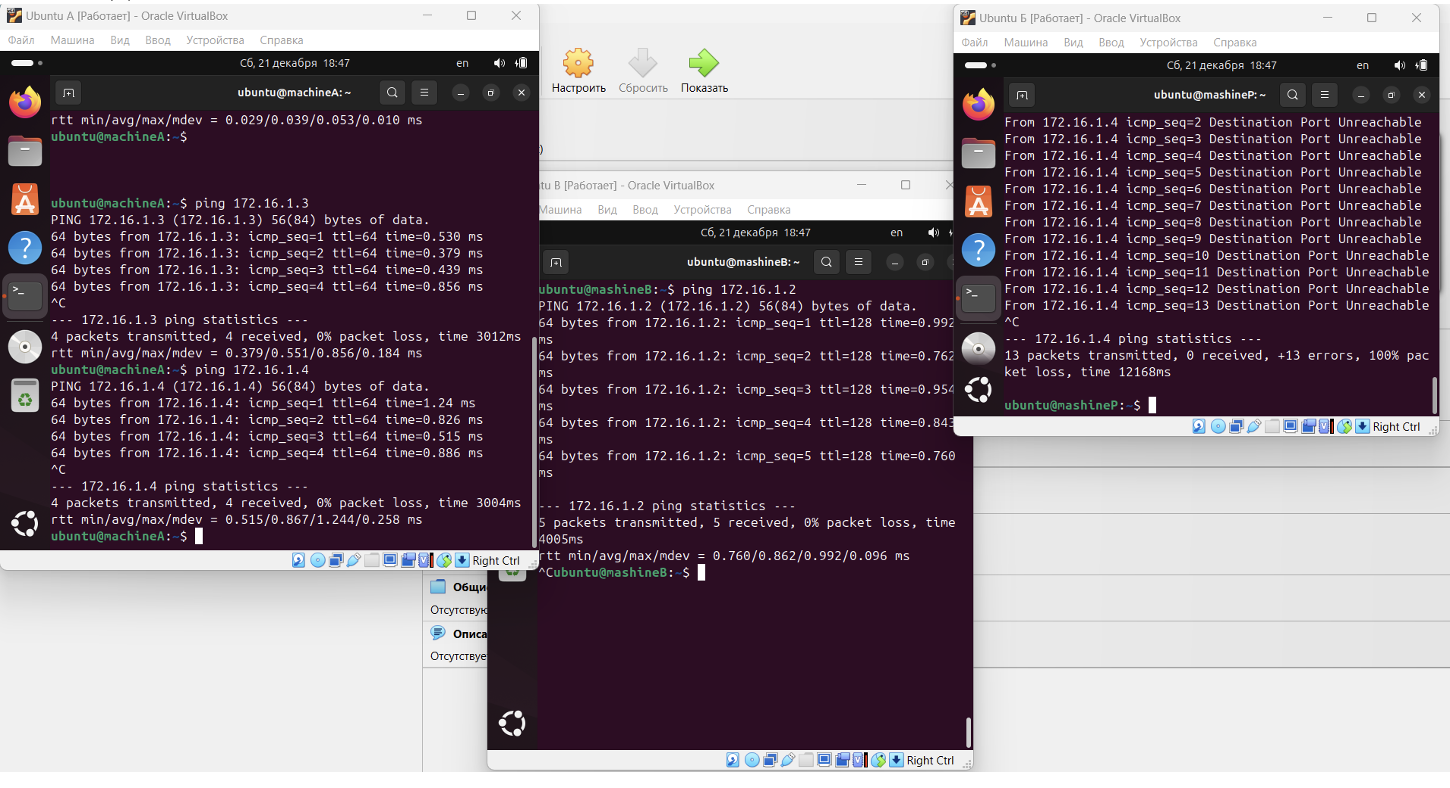 Ubuntu A [Работает] - Oracle VirtualBox
Файл Машина Вид Ввод Устройства Справка
Сб, 21 декабря 18:47 en
ubuntu@machineA: ~
rtt min/avg/max/mdev = 0.029/0.039/0.053/0.010 ms
ubuntu@machineA:~$
ubuntu@machineA:~$ ping 172.16.1.3
PING 172.16.1.3 (172.16.1.3) 56(84) bytes of data.
64 bytes from 172.16.1.3: icmp_seq=1 ttl=64 time=0.530 ms
64 bytes from 172.16.1.3: icmp_seq=2 ttl=64 time=0.379 ms
64 bytes from 172.16.1.3: icmp_seq=3 ttl=64 time=0.439 ms
64 bytes from 172.16.1.3: icmp_seq=4 ttl=64 time=0.856 ms
^C
--- 172.16.1.3 ping statistics ---
4 packets transmitted, 4 received, 0% packet loss, time 3012ms
rtt min/avg/max/mdev = 0.379/0.551/0.856/0.184 ms
ubuntu@machineA:~$ ping 172.16.1.4
PING 172.16.1.4 (172.16.1.4) 56(84) bytes of data.
64 bytes from 172.16.1.4: icmp_seq=1 ttl=64 time=1.24 ms
64 bytes from 172.16.1.4: icmp_seq=2 ttl=64 time=0.826 ms
64 bytes from 172.16.1.4: icmp_seq=3 ttl=64 time=0.515 ms
64 bytes from 172.16.1.4: icmp_seq=4 ttl=64 time=0.886 ms
^C
--- 172.16.1.4 ping statistics ---
4 packets transmitted, 4 received, 0% packet loss, time 3004ms
rtt min/avg/max/mdev = 0.515/0.867/1.244/0.258 ms
ubuntu@machineA:~$
Right Ctrl
Настроить Сбросить Показать
)
tu B [Работает] - Oracle VirtualBox
Машина Вид Ввод Устройства Справка
Сб, 21 декабря 18:47 en
ubuntu@mashineB: ~
ubuntu@mashineB:~$ ping 172.16.1.2
PING 172.16.1.2 (172.16.1.2) 56(84) bytes of data.
64 bytes from 172.16.1.2: icmp_seq=1 ttl=128 time=0.992
ms
64 bytes from 172.16.1.2: icmp_seq=2 ttl=128 time=0.762
ms
64 bytes from 172.16.1.2: icmp_seq=3 ttl=128 time=0.954
ms
64 bytes from 172.16.1.2: icmp_seq=4 ttl=128 time=0.843
ms
64 bytes from 172.16.1.2: icmp_seq=5 ttl=128 time=0.760
ms
--- 172.16.1.2 ping statistics ---
5 packets transmitted, 5 received, 0% packet loss, time
4005ms
rtt min/avg/max/mdev = 0.760/0.862/0.992/0.096 ms
^Cubuntu@mashineB:~$
Right Ctrl
Общи
Отсутствую
Описа
Отсутствуе
Ubuntu Б [Работает] - Oracle VirtualBox
Файл Машина Вид Ввод Устройства Справка
Сб, 21 декабря 18:47 en
ubuntu@mashineP: ~
From 172.16.1.4 icmp_seq=2 Destination Port Unreachable
From 172.16.1.4 icmp_seq=3 Destination Port Unreachable
From 172.16.1.4 icmp_seq=4 Destination Port Unreachable
From 172.16.1.4 icmp_seq=5 Destination Port Unreachable
From 172.16.1.4 icmp_seq=6 Destination Port Unreachable
From 172.16.1.4 icmp_seq=7 Destination Port Unreachable
From 172.16.1.4 icmp_seq=8 Destination Port Unreachable
From 172.16.1.4 icmp_seq=9 Destination Port Unreachable
From 172.16.1.4 icmp_seq=10 Destination Port Unreachable
From 172.16.1.4 icmp_seq=11 Destination Port Unreachable
From 172.16.1.4 icmp_seq=12 Destination Port Unreachable
From 172.16.1.4 icmp_seq=13 Destination Port Unreachable
^C
--- 172.16.1.4 ping statistics ---
13 packets transmitted, 0 received, +13 errors, 100% pac
ket loss, time 12168ms
ubuntu@mashineP:~$
Right Ctrl